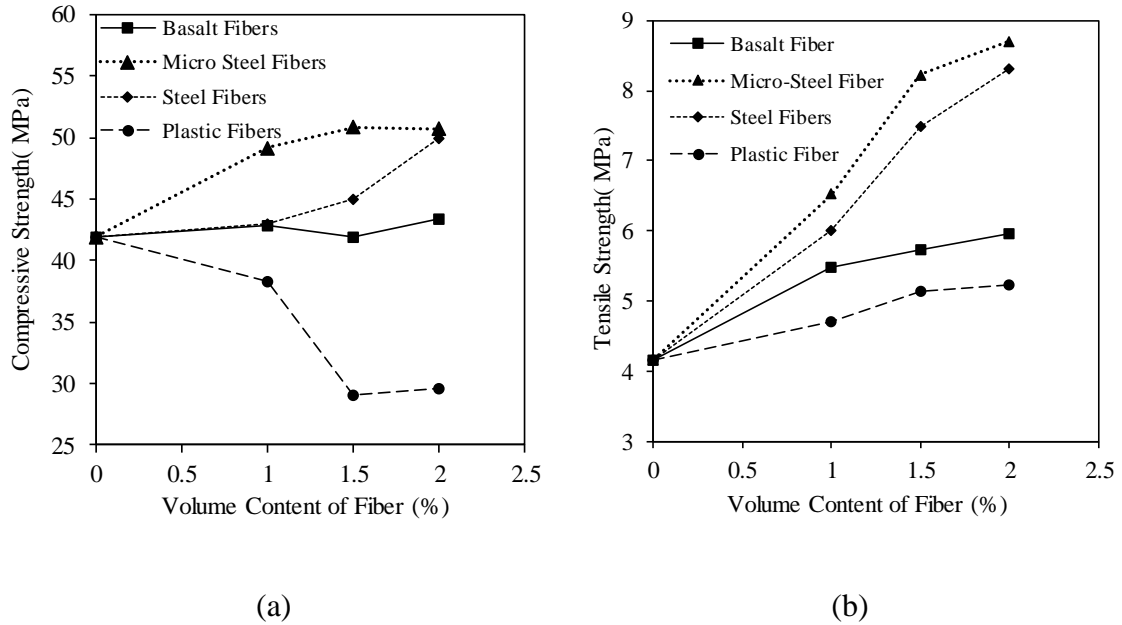 60
55
50
45
40
35
30
25
Compressive Strength( MPa)
Basalt Fibers
Micro Steel Fibers
Steel Fibers
Plastic Fibers
0 0.5 1 1.5 2 2.5
Volume Content of Fiber (%)
(a)
9
8
7
6
5
4
3
Tensile Strength( MPa)
Basalt Fiber
Micro-Steel Fiber
Steel Fibers
Plastic Fiber
0 0.5 1 1.5 2 2.5
Volume Content of Fiber (%)
(b)